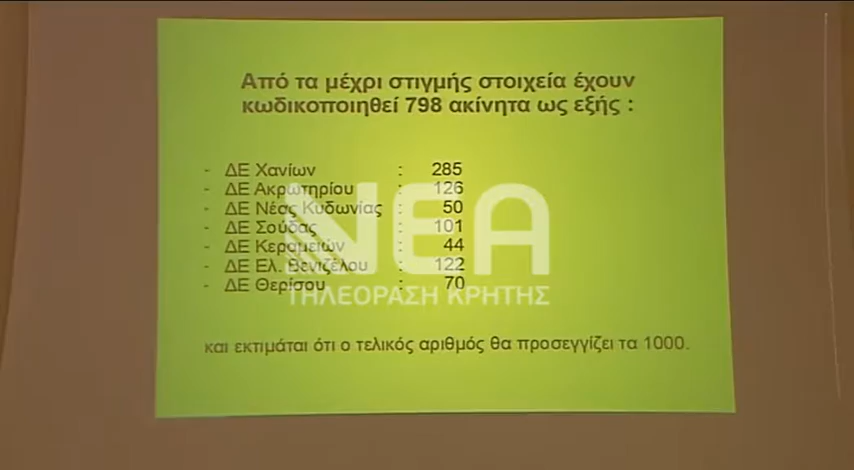 Από τα μέχρι στιγμής στοιχεία έχουν
κωδικοποιηθεί 798 ακίνητα ως εξής :
- ΔΕ Χανίων : 285
- ΔΕ Ακρωτηρίου : 126
- ΔΕ Νέας Κυδωνίας : 50
- ΔΕ Σούδας : 101
- ΔΕ Κεραμειών : 44
- ΔΕ Ελ. Βενιζέλου : 122
- ΔΕ Θερίσου : 70
ΝΕΑ
ΤΗΛΕΟΡΑΣΗ ΚΡΗΤΗΣ
και εκτιμάται ότι ο τελικός αριθμός θα προσεγγίζει τα 1000.